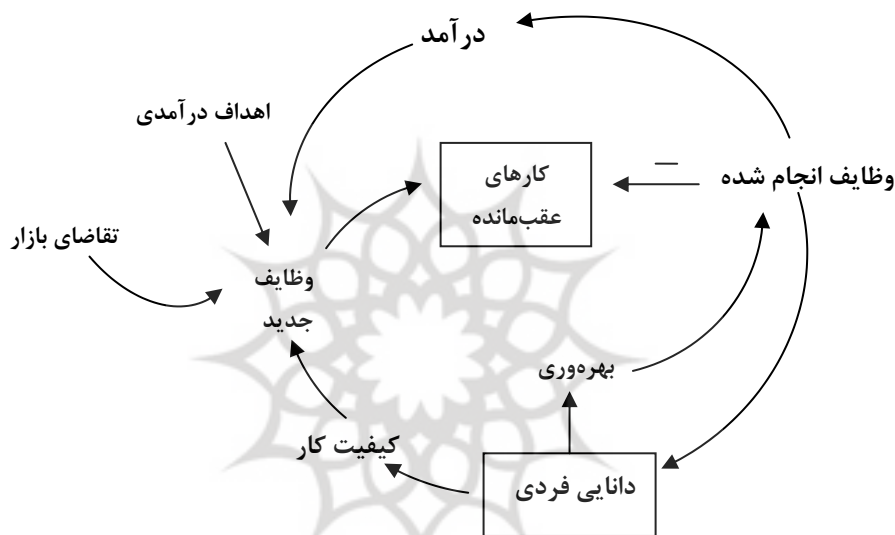 درآمد
اهداف درآمدی
کارهای
عقب‌مانده
—
وظایف انجام شده
تقاضای بازار
وظایف
جدید
بهره‌وری
کیفیت کار
دانایی فردی